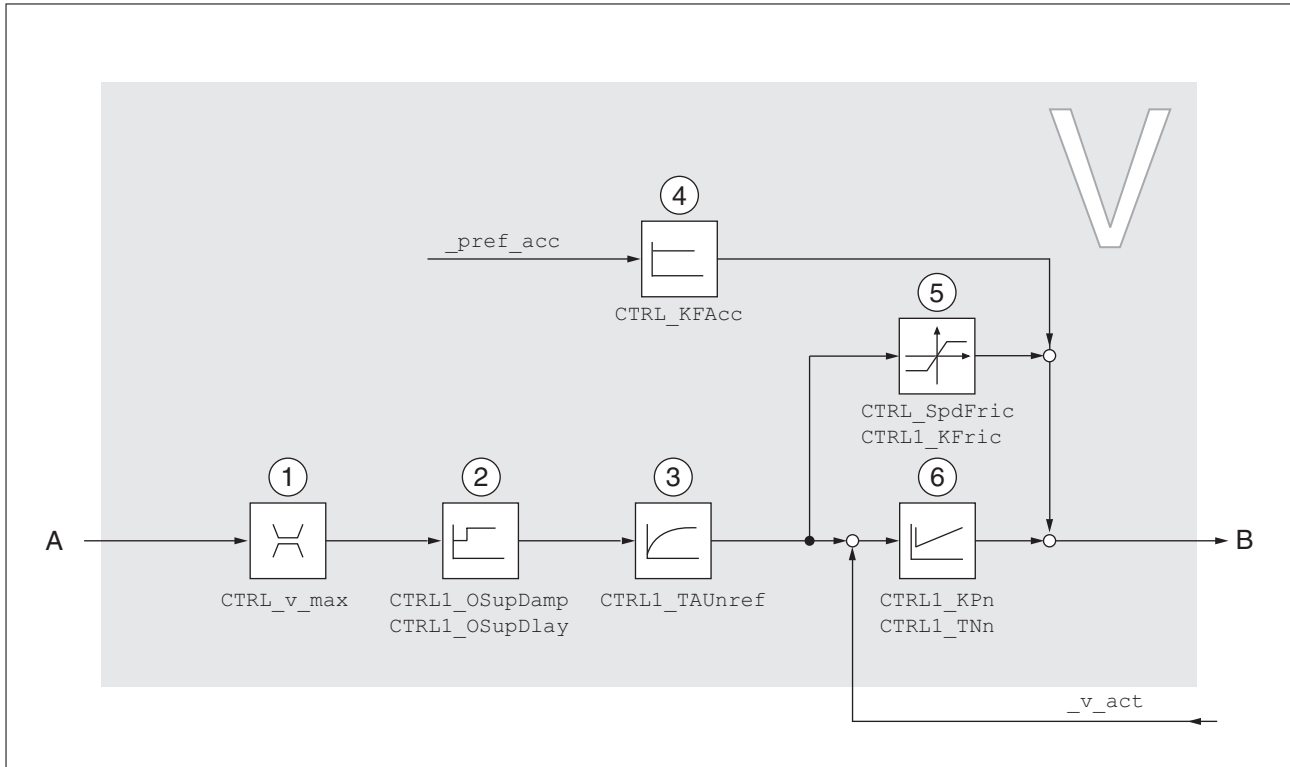 V
4
_pref_acc
CTRL_KFAcc
5
CTRL_SpdFric
CTRL1_KFric
1
2
3
6
A
B
CTRL_v_max
CTRL1_OSupDamp
CTRL1_OSupDlay
CTRL1_TAUnref
CTRL1_KPn
CTRL1_TNn
_v_act